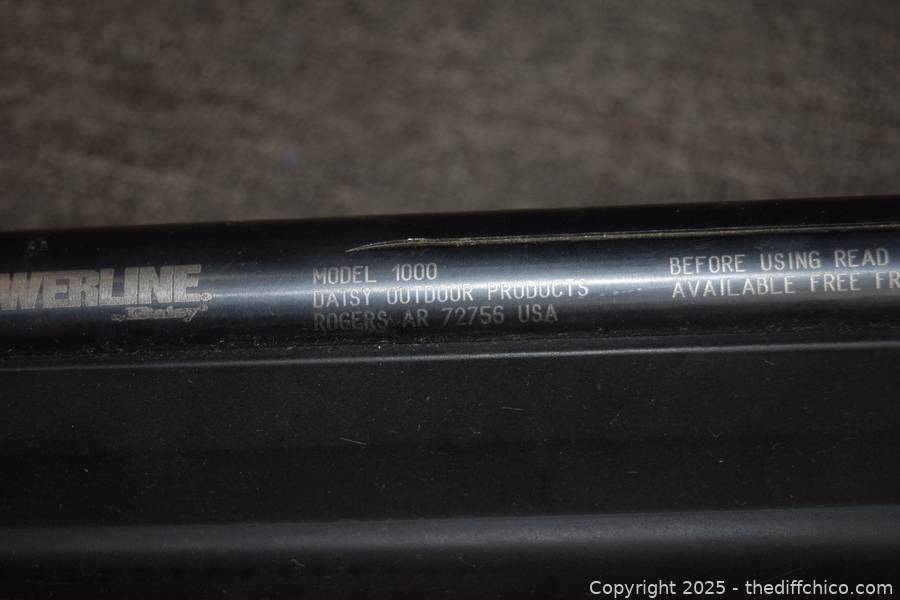 WERLINE
by Daisy
MODEL 1000
DAISY OUTDOOR PRODUCTS
ROGERS, AR 72756 USA
BEFORE USING READ
AVAILABLE FREE FR
Copyright 2025 - thediffchico.com